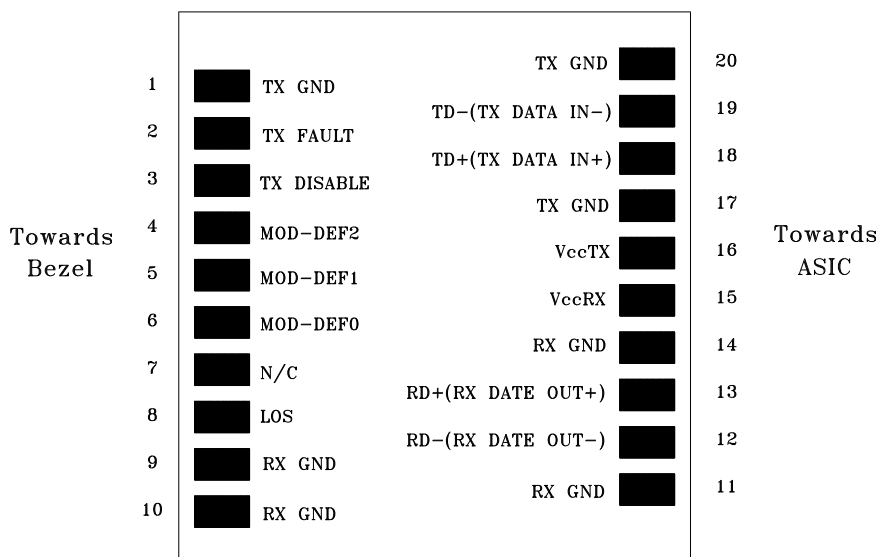 1 TX GND
2 TX FAULT
3 TX DISABLE
4 MOD-DEF2
5 MOD-DEF1
6 MOD-DEF0
7 N/C
8 LOS
9 RX GND
10 RX GND
Towards
Bezel
TX GND 20
TD-(TX DATA IN-) 19
TD+(TX DATA IN+) 18
TX GND 17
VccTX 16
VccRX 15
RX GND 14
RD+(RX DATE OUT+) 13
RD-(RX DATE OUT-) 12
RX GND 11
Towards
ASIC